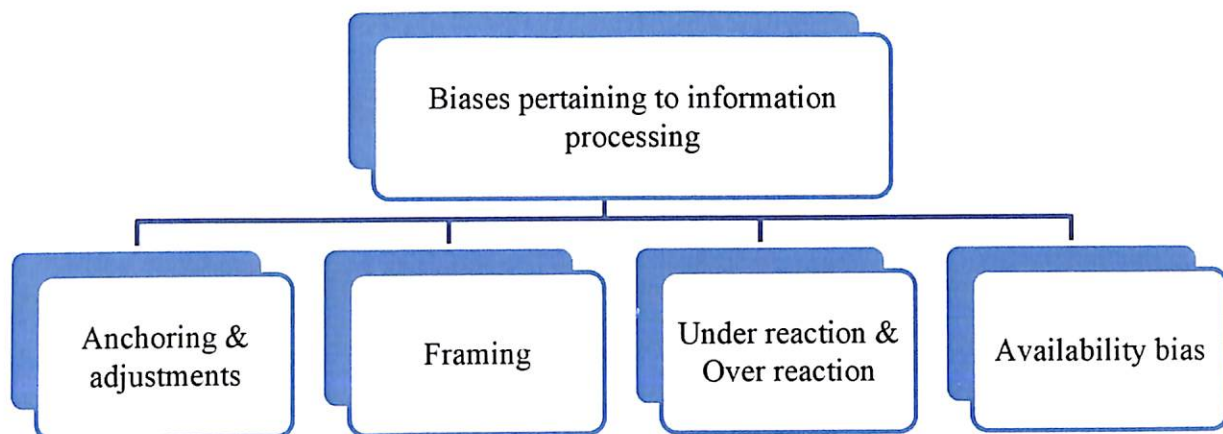 Biases pertaining to information
processing
Anchoring &
adjustments
Framing
Under reaction &
Over reaction
Availability bias